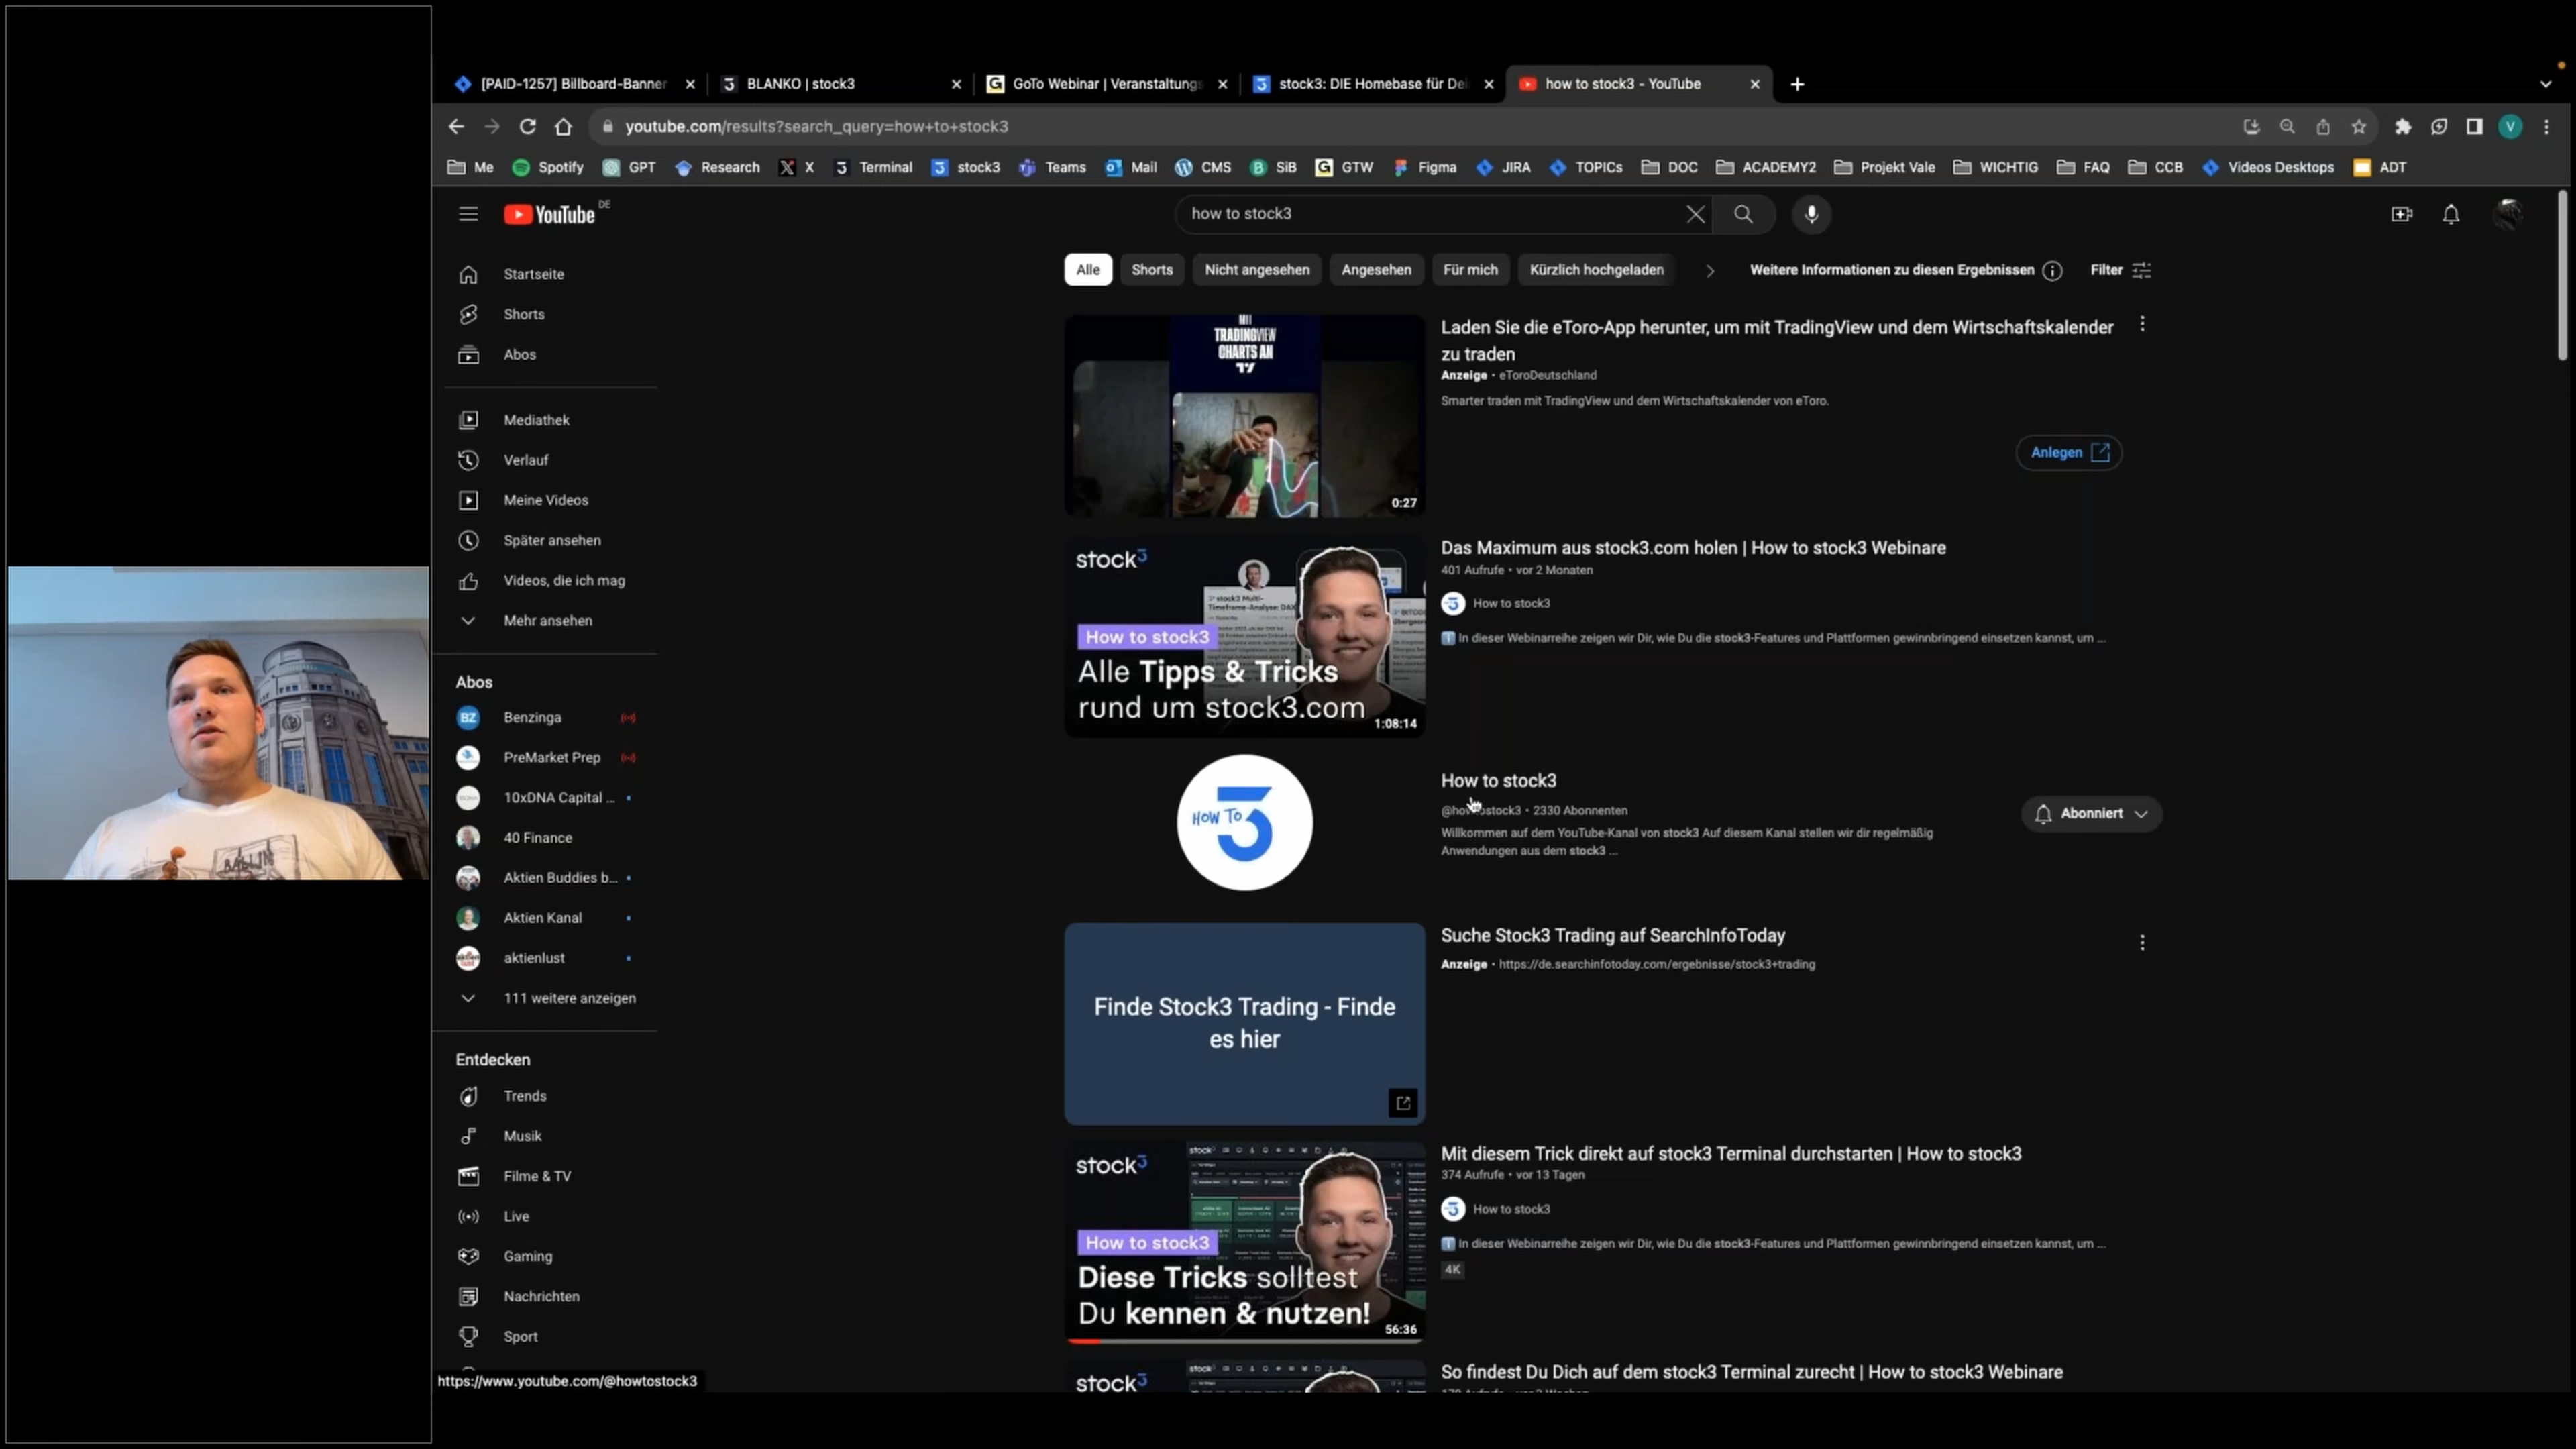 [PAID-1257] Billboard-Banner
BLANKO | stock3
GoTo Webinar | Veranstaltungs
stock3: DIE Homebase für Dei
how to stock3 - YouTube
youtube.com/results?search_query=how+to+stock3
Me
Spotify
GPT
Research
X
Terminal
stock3
Teams
Mail
CMS
SiB
GTW
Figma
JIRA
TOPICs
DOC
ACADEMY2
Projekt Vale
WICHTIG
FAQ
CCB
Videos Desktops
ADT
YouTube DE
how to stock3
Startseite
Shorts
Abos
Mediathek
Verlauf
Meine Videos
Später ansehen
Videos, die ich mag
Mehr ansehen
Abos
BZ Benzinga
PreMarket Prep
10xDNA Capital ...
40 Finance
Aktien Buddies b...
Aktien Kanal
aktienlust
111 weitere anzeigen
Entdecken
Trends
Musik
Filme & TV
Live
Gaming
Nachrichten
Sport
https://www.youtube.com/@howtostock3
Alle
Shorts
Nicht angesehen
Angesehen
Für mich
Kürzlich hochgeladen
Weitere Informationen zu diesen Ergebnissen
Filter
MIT
TRADINGVIEW
CHARTS AN
0:27
Laden Sie die eToro-App herunter, um mit TradingView und dem Wirtschaftskalender
zu traden
Anzeige • eToroDeutschland
Smarter traden mit TradingView und dem Wirtschaftskalender von eToro.
Anlegen
stock3
stock3 Multi-
Timeframe-Analyse: DAX
How to stock3
Alle Tipps & Tricks
rund um stock3.com
1:08:14
Das Maximum aus stock3.com holen | How to stock3 Webinare
401 Aufrufe • vor 2 Monaten
How to stock3
In dieser Webinarreihe zeigen wir Dir, wie Du die stock3-Features und Plattformen gewinnbringend einsetzen kannst, um ...
HOW TO 3
How to stock3
2330 Abonnenten
Willkommen auf dem YouTube-Kanal von stock3 Auf diesem Kanal stellen wir dir regelmäßig
Anwendungen aus dem stock3 ...
Abonniert
Finde Stock3 Trading - Finde
es hier
Suche Stock3 Trading auf SearchInfoToday
Anzeige • https://de.searchinfotoday.com/ergebnisse/stock3+trading
stock3
stock3
How to stock3
Diese Tricks solltest
Du kennen & nutzen!
56:36
Mit diesem Trick direkt auf stock3 Terminal durchstarten | How to stock3
374 Aufrufe • vor 13 Tagen
How to stock3
In dieser Webinarreihe zeigen wir Dir, wie Du die stock3-Features und Plattformen gewinnbringend einsetzen kannst, um ...
4K
stock3
stock3
So findest Du Dich auf dem stock3 Terminal zurecht | How to stock3 Webinare